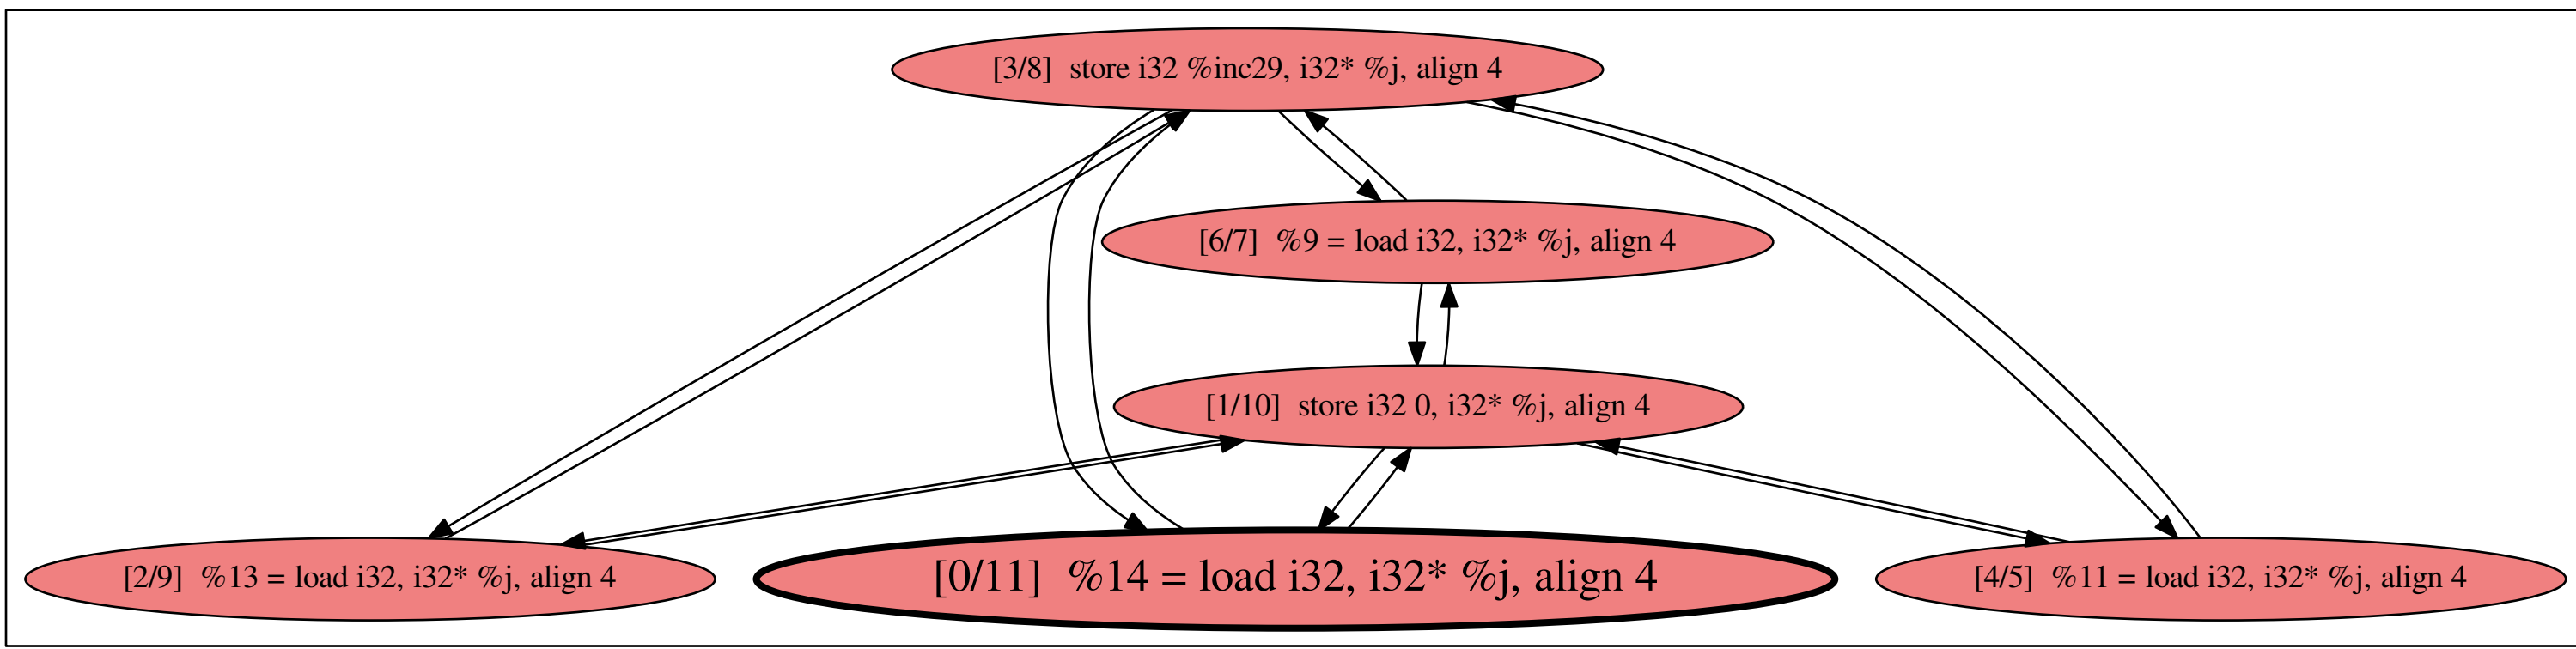 [3/8]  store i32 %inc29, i32* %j, align 4
[6/7]  %9 = load i32, i32* %j, align 4
[1/10]  store i32 0, i32* %j, align 4
[2/9]  %13 = load i32, i32* %j, align 4
[0/11]  %14 = load i32, i32* %j, align 4
[4/5]  %11 = load i32, i32* %j, align 4